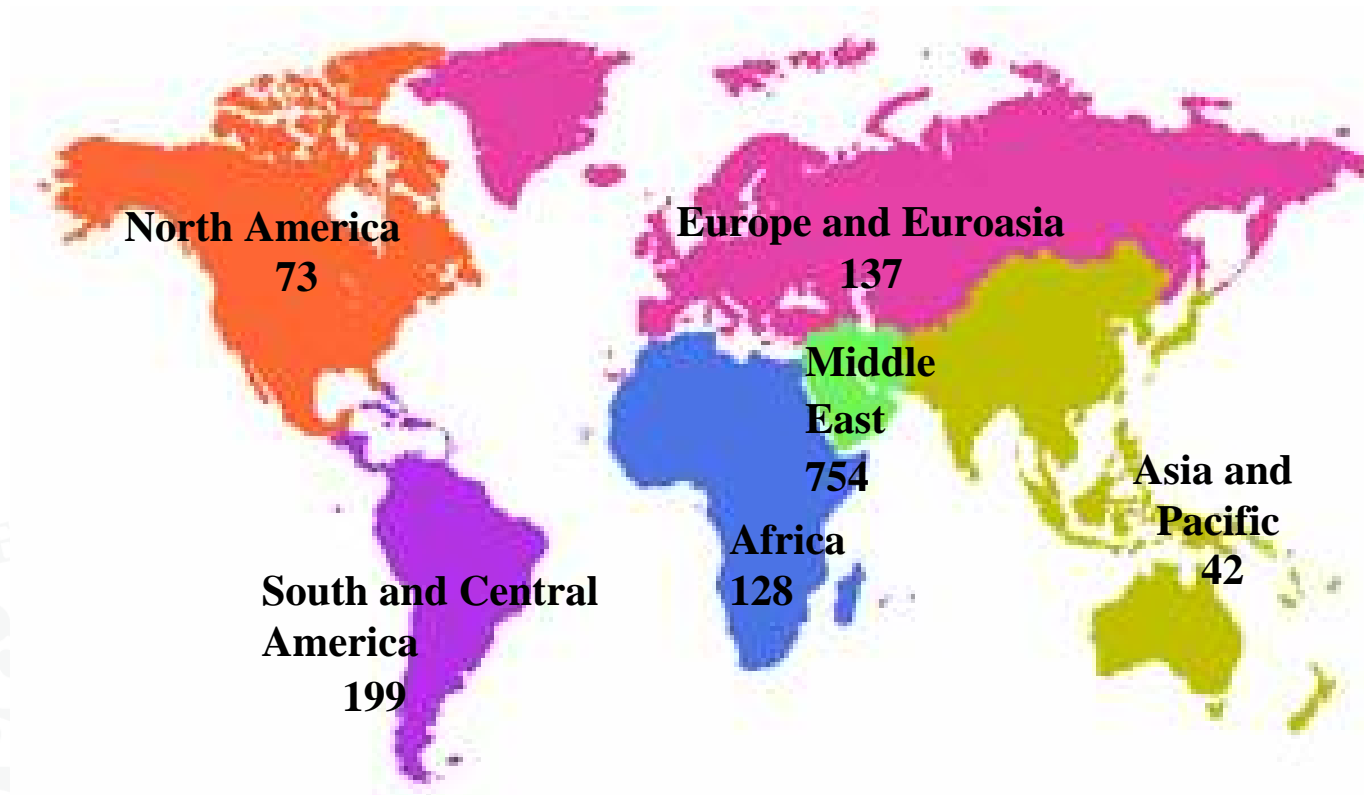 North America
73
Europe and Euroasia
137
Middle
East
754
Africa
128
Asia and
Pacific
42
South and Central
America
199